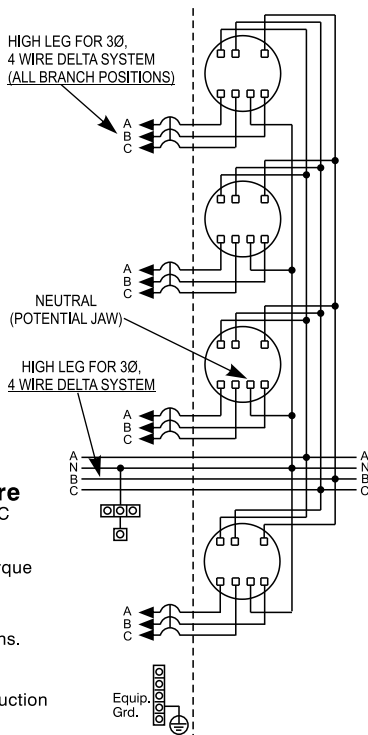 HIGH LEG FOR 3Ø,
4 WIRE DELTA SYSTEM
(ALL BRANCH POSITIONS)
A
B
C
A
B
C
NEUTRAL
(POTENTIAL JAW)
HIGH LEG FOR 3Ø,
4 WIRE DELTA SYSTEM
A
B
C
A A
N N
B B
C C
re
C
rque
A
B
C
ns.
uction
Equip.
Grd.